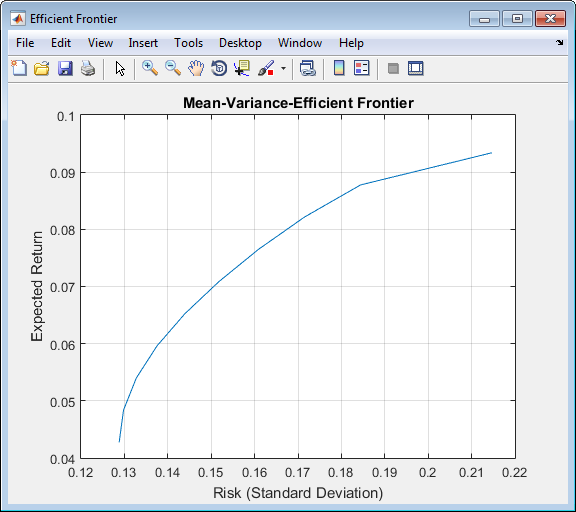 Efficient Frontier
File Edit View Insert Tools Desktop Window Help
Mean-Variance-Efficient Frontier
0.1
0.09
0.08
0.07
0.06
0.05
0.04
Expected Return
0.12 0.13 0.14 0.15 0.16 0.17 0.18 0.19 0.2 0.21 0.22
Risk (Standard Deviation)